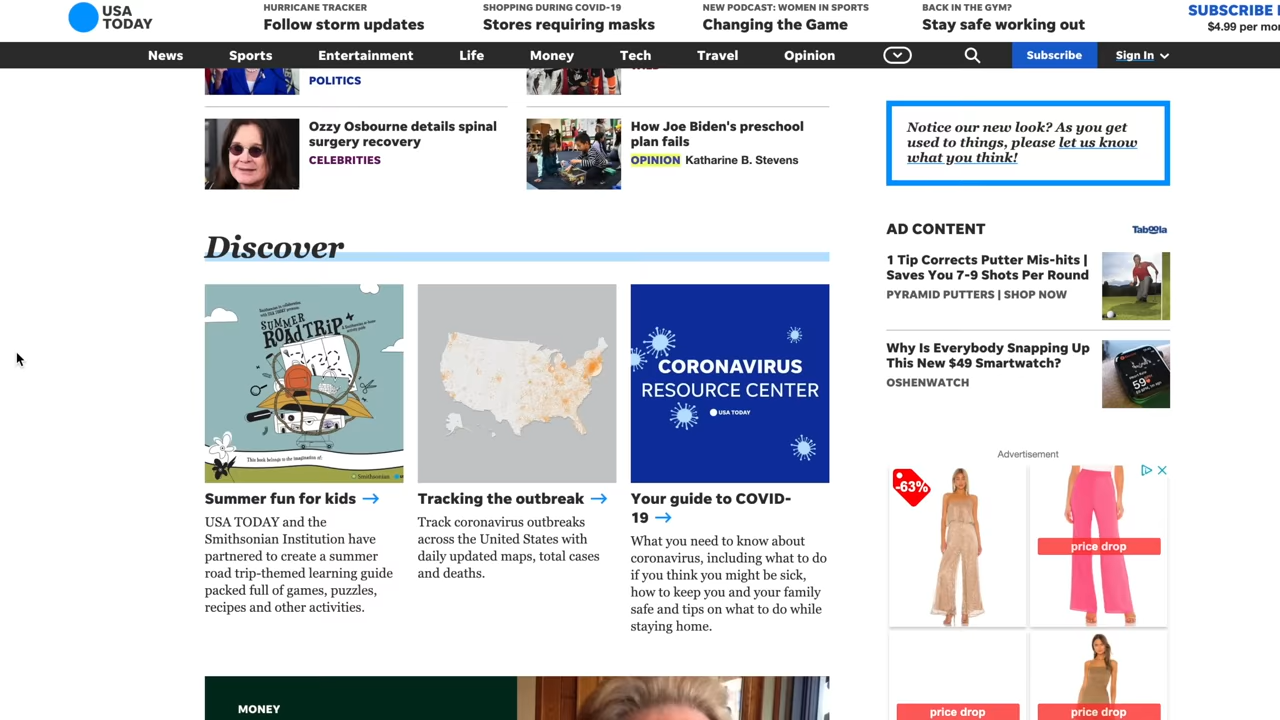 USA
TODAY
HURRICANE TRACKER
Follow storm updates
SHOPPING DURING COVID-19
Stores requiring masks
NEW PODCAST: WOMEN IN SPORTS
Changing the Game
BACK IN THE GYM?
Stay safe working out
SUBSCRIBE
$4.99 per
News
Sports
Entertainment
Life
Money
Tech
Travel
Opinion
Subscribe
Sign In
POLITICS
Ozzy Osbourne details spinal
surgery recovery
CELEBRITIES
How Joe Biden's preschool
plan fails
OPINION Katharine B. Stevens
Notice our new look? As you get
used to things, please let us know
what you think!
Discover
AD CONTENT
Taboola
1 Tip Corrects Putter Mis-hits |
Saves You 7-9 Shots Per Round
PYRAMID PUTTERS | SHOP NOW
Why Is Everybody Snapping Up
This New $49 Smartwatch?
OSHENWATCH
SUMMER
ROADTRIP+
This book belongs to the imagination of:
Smithsonian
CORONAVIRUS
RESOURCE CENTER
USA TODAY
Summer fun for kids →
USA TODAY and the
Smithsonian Institution have
partnered to create a summer
road trip-themed learning guide
packed full of games, puzzles,
recipes and other activities.
Tracking the outbreak →
Track coronavirus outbreaks
across the United States with
daily updated maps, total cases
and deaths.
Your guide to COVID-
19 →
What you need to know about
coronavirus, including what to do
if you think you might be sick,
how to keep you and your family
safe and tips on what to do while
staying home.
Advertisement
-63%
price drop
price drop
price drop
MONEY